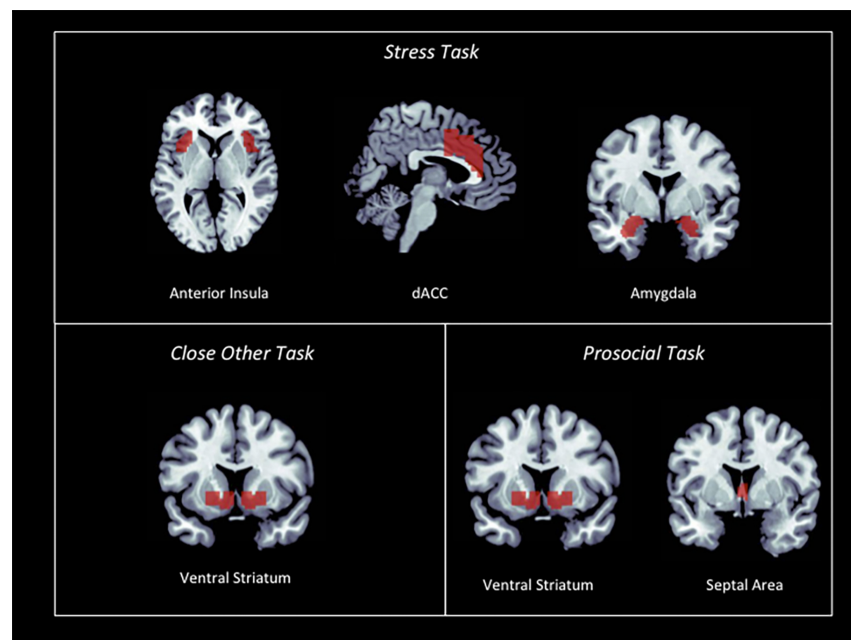 Stress Task
Anterior Insula
dACC
Amygdala
Close Other Task
Ventral Striatum
Prosocial Task
Ventral Striatum
Septal Area